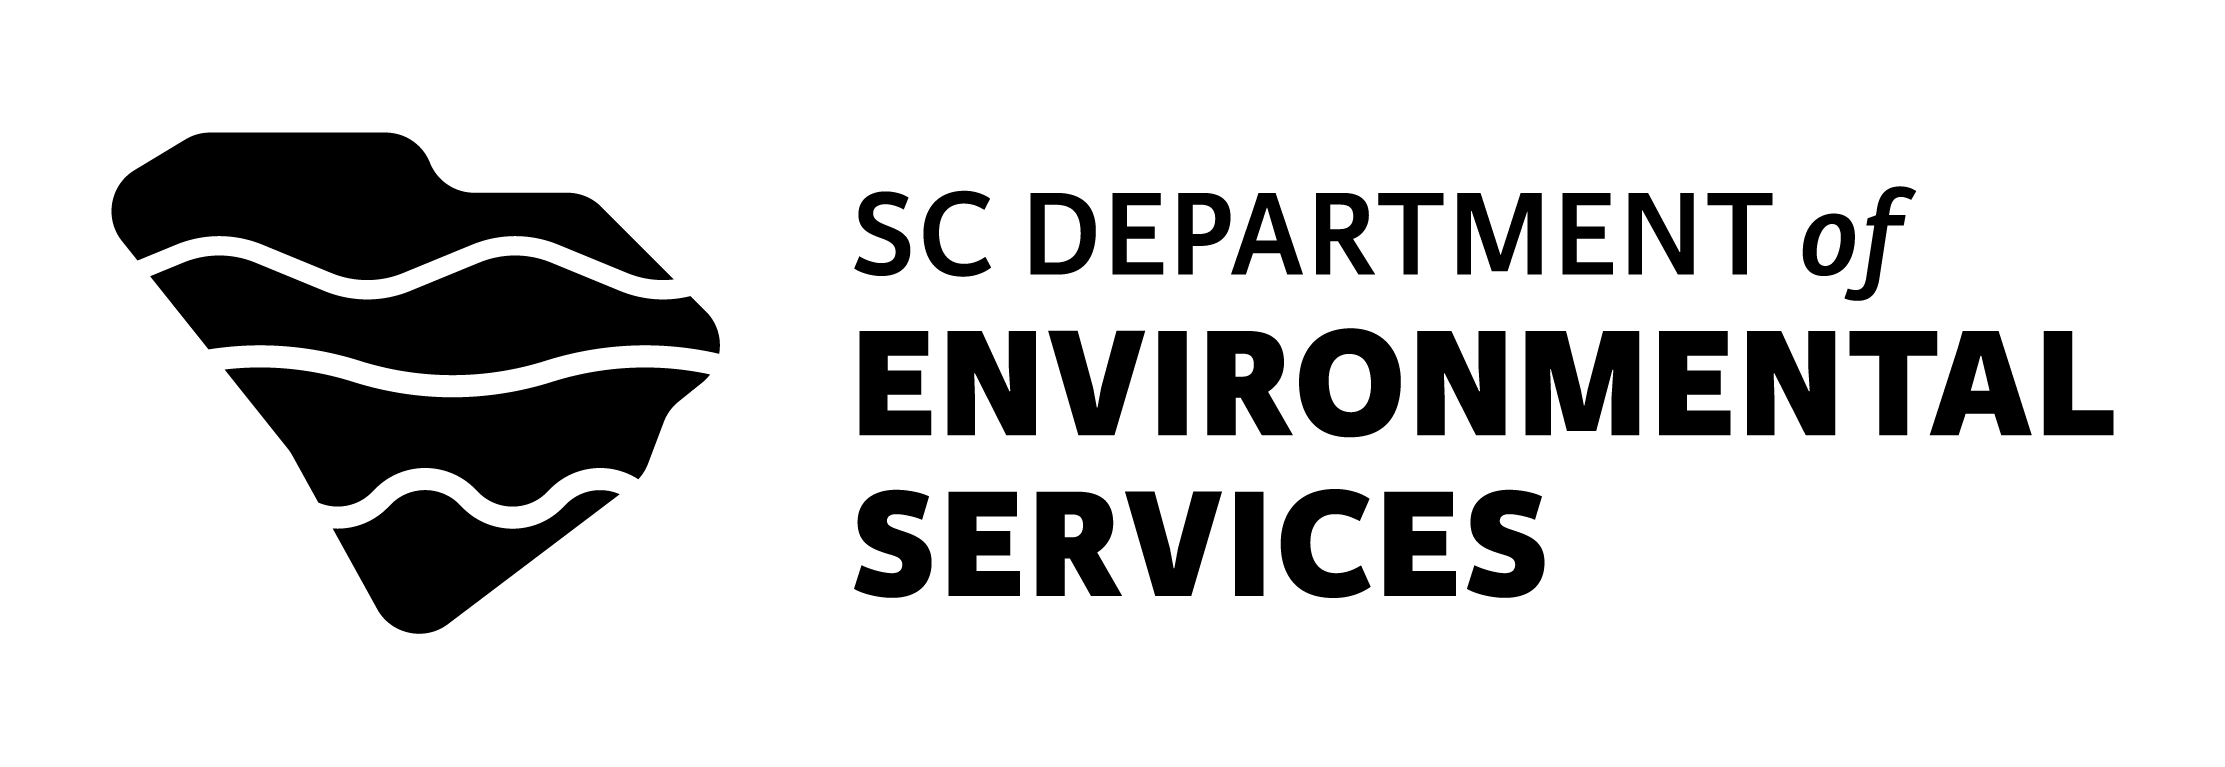 SC DEPARTMENT of
ENVIRONMENTAL
SERVICES